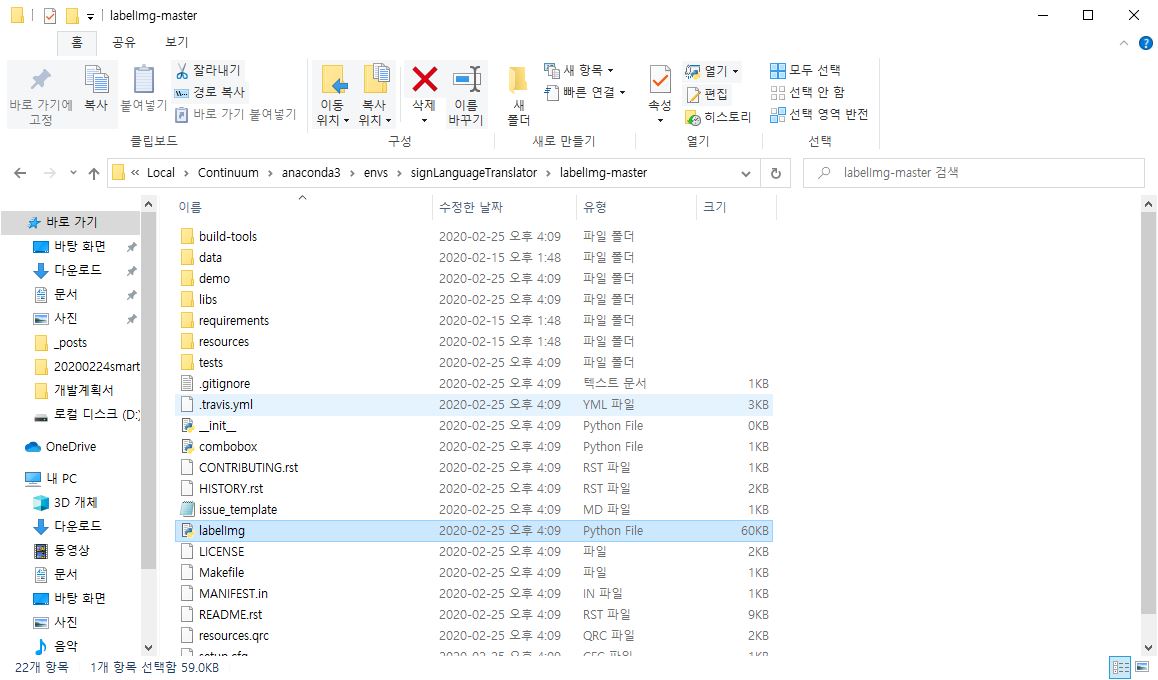 labelImg-master
홈 공유 보기
바로 가기에 고정
복사
붙여넣기
잘라내기
경로 복사
바로 가기 붙여넣기
클립보드
이동 위치
복사 위치
삭제
이름 바꾸기
구성
새 폴더
새 항목
빠른 연결
새로 만들기
속성
열기
편집
히스토리
열기
모두 선택
선택 안 함
선택 영역 반전
선택
« Local › Continuum › anaconda3 › envs › signLanguageTranslator › labelImg-master
labelImg-master 검색
바로 가기
바탕 화면
다운로드
문서
사진
_posts
20200224smart
개발계획서
로컬 디스크 (D:)
OneDrive
내 PC
3D 개체
다운로드
동영상
문서
바탕 화면
사진
음악
이름 수정한 날짜 유형 크기
build-tools 2020-02-25 오후 4:09 파일 폴더
data 2020-02-15 오후 1:48 파일 폴더
demo 2020-02-25 오후 4:09 파일 폴더
libs 2020-02-25 오후 4:09 파일 폴더
requirements 2020-02-15 오후 1:48 파일 폴더
resources 2020-02-15 오후 1:48 파일 폴더
tests 2020-02-25 오후 4:09 파일 폴더
.gitignore 2020-02-25 오후 4:09 텍스트 문서 1KB
.travis.yml 2020-02-25 오후 4:09 YML 파일 3KB
__init__ 2020-02-25 오후 4:09 Python File 0KB
combobox 2020-02-25 오후 4:09 Python File 1KB
CONTRIBUTING.rst 2020-02-25 오후 4:09 RST 파일 1KB
HISTORY.rst 2020-02-25 오후 4:09 RST 파일 2KB
issue_template 2020-02-25 오후 4:09 MD 파일 1KB
labelImg 2020-02-25 오후 4:09 Python File 60KB
LICENSE 2020-02-25 오후 4:09 파일 2KB
Makefile 2020-02-25 오후 4:09 파일 1KB
MANIFEST.in 2020-02-25 오후 4:09 IN 파일 1KB
README.rst 2020-02-25 오후 4:09 RST 파일 9KB
resources.qrc 2020-02-25 오후 4:09 QRC 파일 2KB
22개 항목 1개 항목 선택함 59.0KB